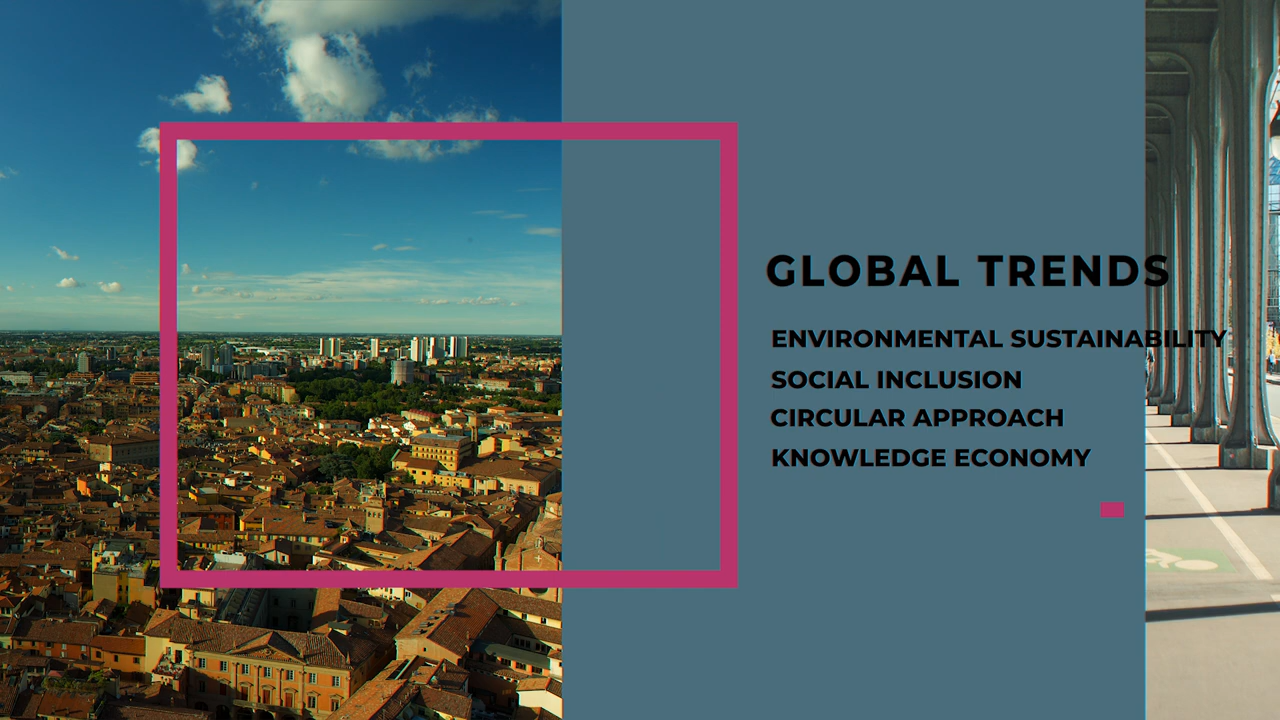 GLOBAL TRENDS
ENVIRONMENTAL SUSTAINABILITY
SOCIAL INCLUSION
CIRCULAR APPROACH
KNOWLEDGE ECONOMY